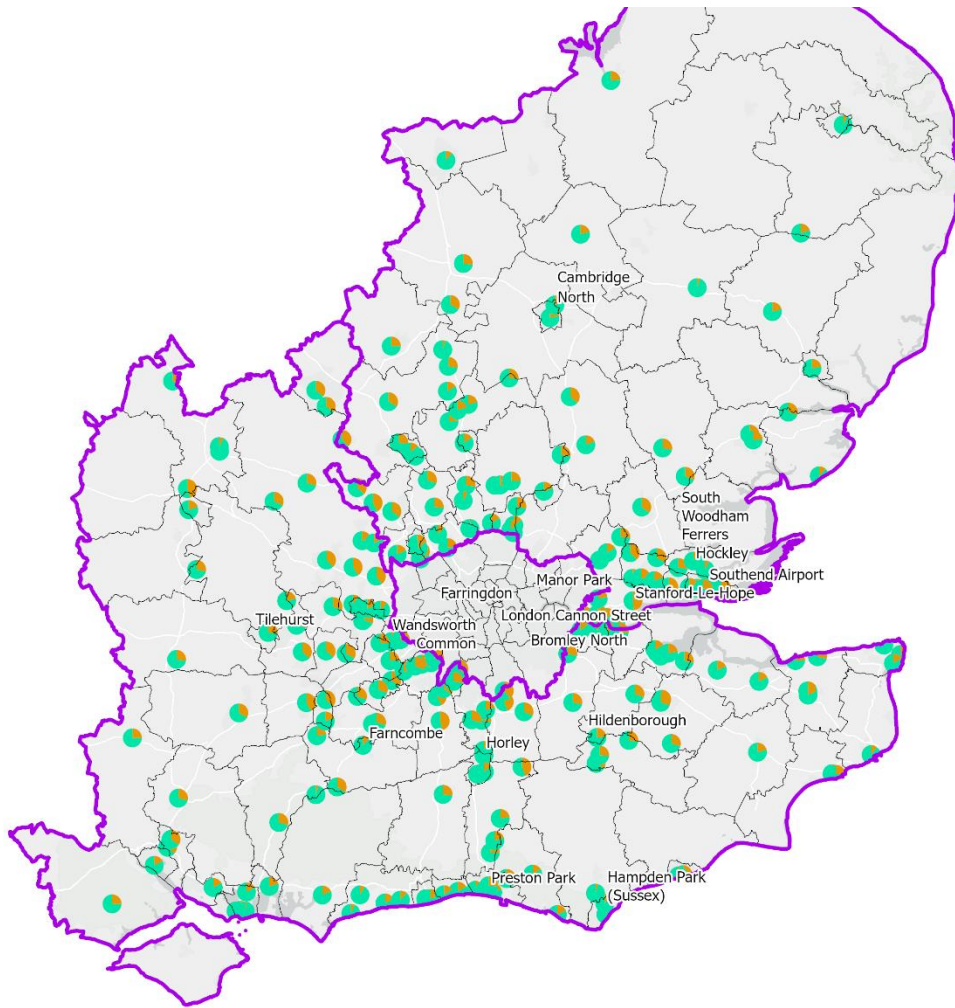 Cambridge
North
South
Woodham
Ferrers
Hockley
Southend Airport
Manor Park
Stanford-Le-Hope
Farringdon
London Cannon Street
Tilehurst
Wandsworth
Common
Bromley North
Hildenborough
Farncombe
Horley
Preston Park
Hampden Park
(Sussex)